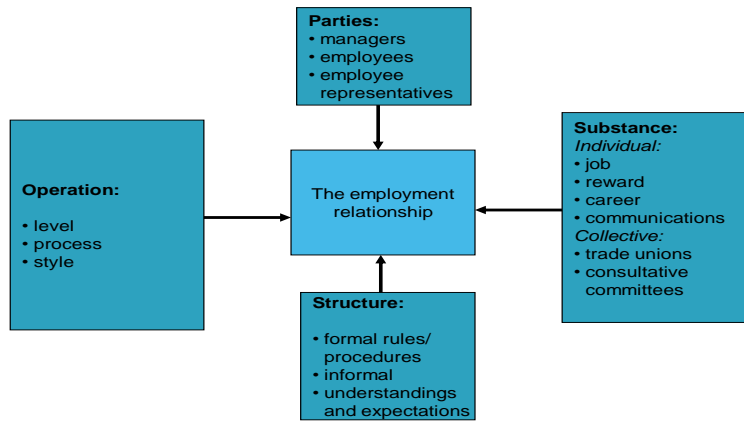 Parties:
• managers
• employees
• employee
representatives
Operation:
• level
• process
• style
The employment
relationship
Substance:
Individual:
• job
• reward
• career
• communications
Collective:
• trade unions
• consultative
committees
Structure:
• formal rules/
procedures
• informal
• understandings
and expectations